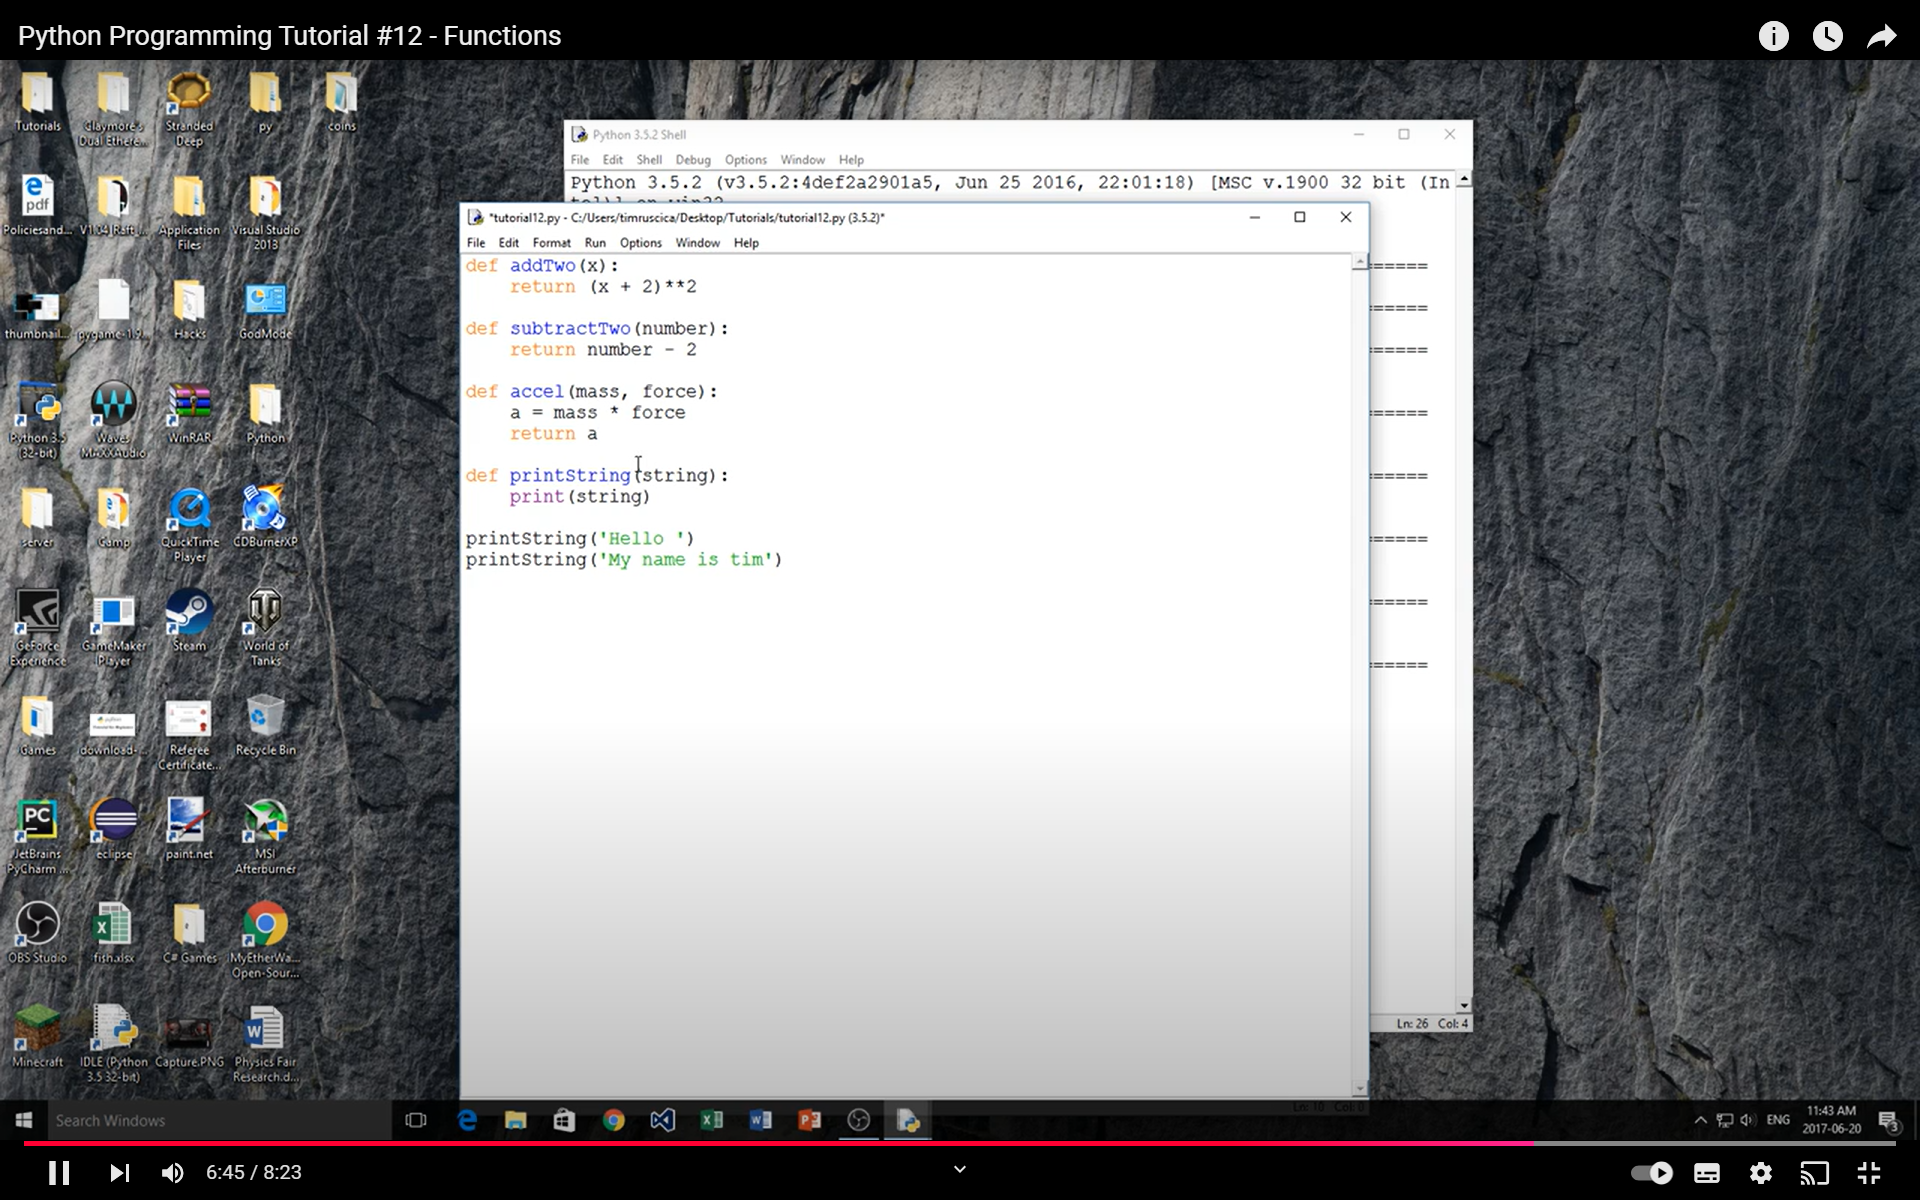 Python Programming Tutorial #12 - Functions
Tutorials
Claymore's Dual Ethere...
Stranded Deep
py
coins
Policiesand...
V1.04_Raft_...
Application Files
Visual Studio 2013
thumbnail...
pygame-1.9...
Hacks
GodMode
Python 3.5 (32-bit)
Waves MAXXAudio
WinRAR
Python
server
Camp
QuickTime Player
CDBurnerXP
GeForce Experience
GameMaker Player
Steam
World of Tanks
Games
download-...
Referee Certificate...
Recycle Bin
JetBrains PyCharm ...
eclipse
paint.net
MSI Afterburner
OBS Studio
fish.xlsx
C# Games
MyEtherWa... Open-Sour...
Minecraft
IDLE (Python 3.5 32-bit)
Capture.PNG
Physics Fair Research.d...
Python 3.5.2 Shell
File Edit Shell Debug Options Window Help
Python 3.5.2 (v3.5.2:4def2a2901a5, Jun 25 2016, 22:01:18) [MSC v.1900 32 bit (In
*tutorial12.py - C:/Users/timruscica/Desktop/Tutorials/tutorial12.py (3.5.2)*
File Edit Format Run Options Window Help
def addTwo(x):
    return (x + 2)**2
def subtractTwo(number):
    return number - 2
def accel(mass, force):
    a = mass * force
    return a
def printString(string):
    print(string)
printString('Hello ')
printString('My name is tim')
Ln: 26 Col: 4
Ln: 10 Col: 0
Search Windows
ENG
11:43 AM
2017-06-20
3
6:45 / 8:23